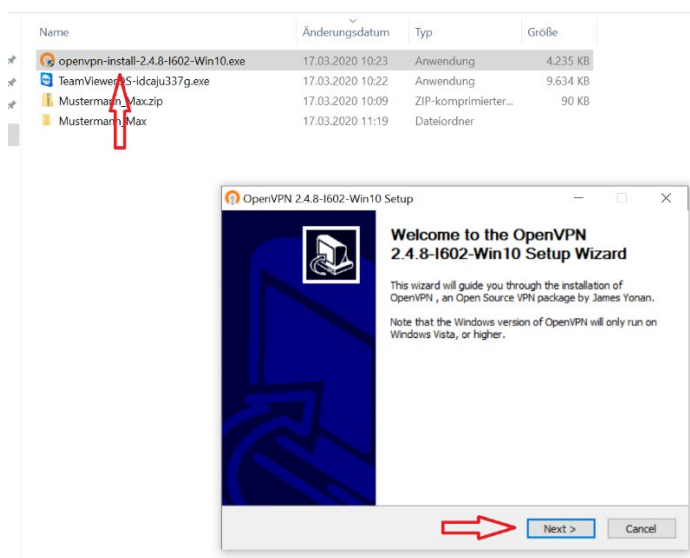 Name Änderungsdatum Typ Größe
openvpn-install-2.4.8-I602-Win10.exe 17.03.2020 10:23 Anwendung 4.235 KB
17.03.2020 10:22 Anwendung 9.634 KB
Mustermann_Max.zip 17.03.2020 10:09 ZIP-komprimierter... 90 KB
Mustermann_Max 17.03.2020 11:19 Dateiordner
OpenVPN 2.4.8-I602-Win10 Setup
Welcome to the OpenVPN
2.4.8-I602-Win10 Setup Wizard
This wizard will guide you through the installation of
OpenVPN , an Open Source VPN package by James Yonan.
Note that the Windows version of OpenVPN will only run on
Windows Vista, or higher.
Next > Cancel